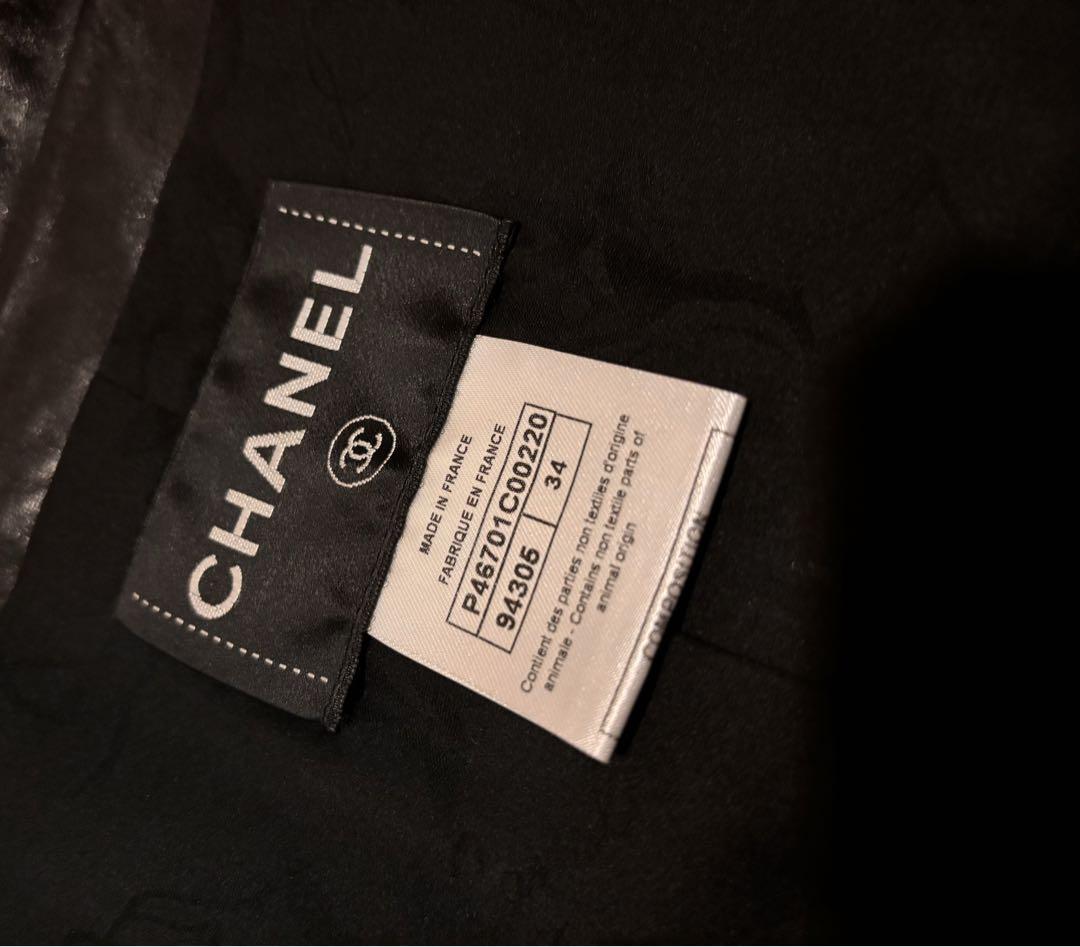 CHANEL
MADE IN FRANCE
FABRIQUE EN FRANCE
P46701C00220
94305 34
Contient des parties non textiles d'origine
animale - Contains non textile parts of
animal origin
COMPOSITION